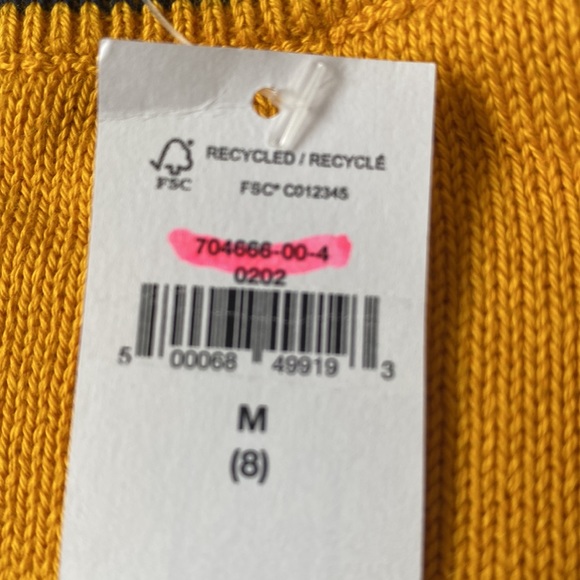 RECYCLED / RECYCLÉ
FSC
FSC® C012345
704666-00-4
0202
5 00068 49919 3
M
(8)